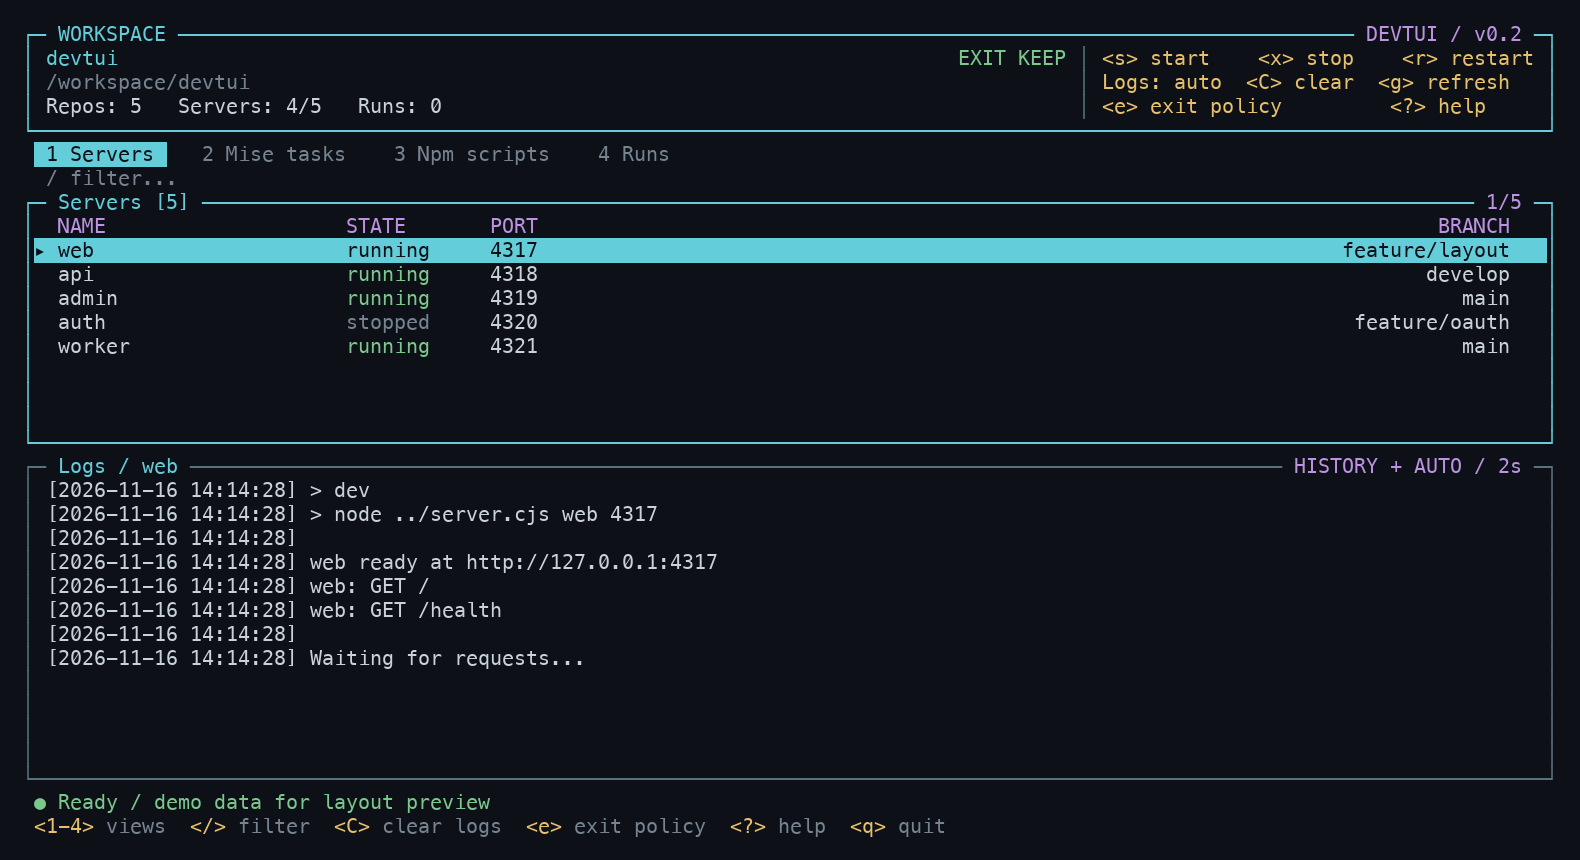 WORKSPACE DEVTUI / v0.2
devtui EXIT KEEP <s> start <x> stop <r> restart
/workspace/devtui Logs: auto <C> clear <g> refresh
Repos: 5 Servers: 4/5 Runs: 0 <e> exit policy <?> help
1 Servers 2 Mise tasks 3 Npm scripts 4 Runs
/ filter...
Servers [5] 1/5
NAME STATE PORT BRANCH
▸ web running 4317 feature/layout
api running 4318 develop
admin running 4319 main
auth stopped 4320 feature/oauth
worker running 4321 main
Logs / web HISTORY + AUTO / 2s
[2026-11-16 14:14:28] > dev
[2026-11-16 14:14:28] > node ../server.cjs web 4317
[2026-11-16 14:14:28]
[2026-11-16 14:14:28] web ready at http://127.0.0.1:4317
[2026-11-16 14:14:28] web: GET /
[2026-11-16 14:14:28] web: GET /health
[2026-11-16 14:14:28]
[2026-11-16 14:14:28] Waiting for requests...
● Ready / demo data for layout preview
<1-4> views </> filter <C> clear logs <e> exit policy <?> help <q> quit